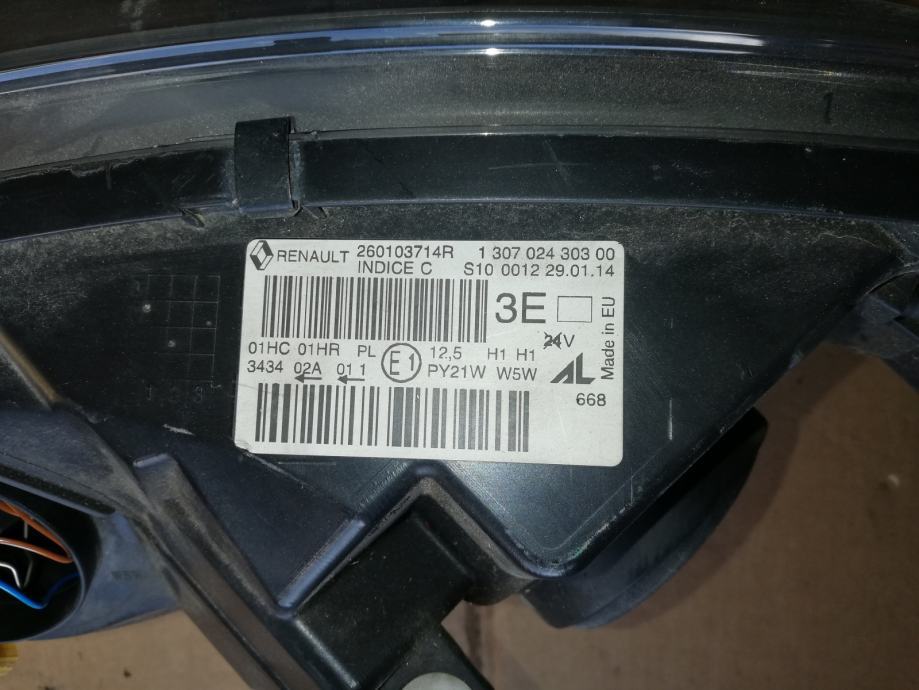 RENAULT 260103714R 1 307 024 303 00
INDICE C S10 0012 29.01.14
3E
24V
01HC 01HR PL E1 12,5 H1 H1
3434 02A 01 1 PY21W W5W AL
668
Made in EU
1